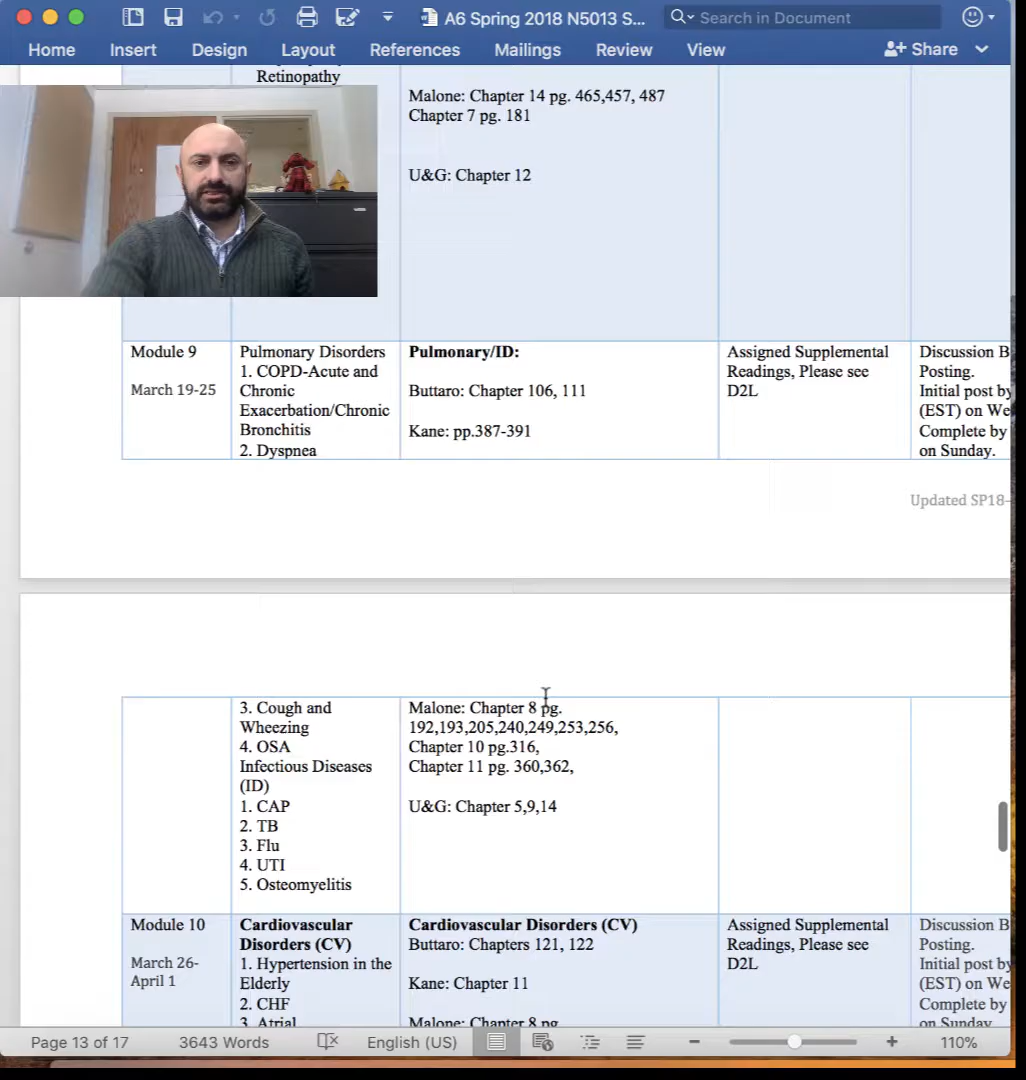 A6 Spring 2018 N5013 S...
Search in Document
Home Insert Design Layout References Mailings Review View Share
Retinopathy
Malone: Chapter 14 pg. 465,457, 487
Chapter 7 pg. 181
U&G: Chapter 12
Module 9
March 19-25
Pulmonary Disorders
1. COPD-Acute and
Chronic
Exacerbation/Chronic
Bronchitis
2. Dyspnea
Pulmonary/ID:
Buttaro: Chapter 106, 111
Kane: pp.387-391
Assigned Supplemental
Readings, Please see
D2L
Discussion B
Posting.
Initial post by
(EST) on We
Complete by
on Sunday.
Updated SP18-
3. Cough and
Wheezing
4. OSA
Infectious Diseases
(ID)
1. CAP
2. TB
3. Flu
4. UTI
5. Osteomyelitis
Malone: Chapter 8 pg.
192,193,205,240,249,253,256,
Chapter 10 pg.316,
Chapter 11 pg. 360,362,
U&G: Chapter 5,9,14
Module 10
March 26-
April 1
Cardiovascular
Disorders (CV)
1. Hypertension in the
Elderly
2. CHF
3. Atrial
Cardiovascular Disorders (CV)
Buttaro: Chapters 121, 122
Kane: Chapter 11
Malone: Chapter 8 pg
Assigned Supplemental
Readings, Please see
D2L
Discussion B
Posting.
Initial post by
(EST) on We
Complete by
on Sunday
Page 13 of 17 3643 Words English (US) 110%